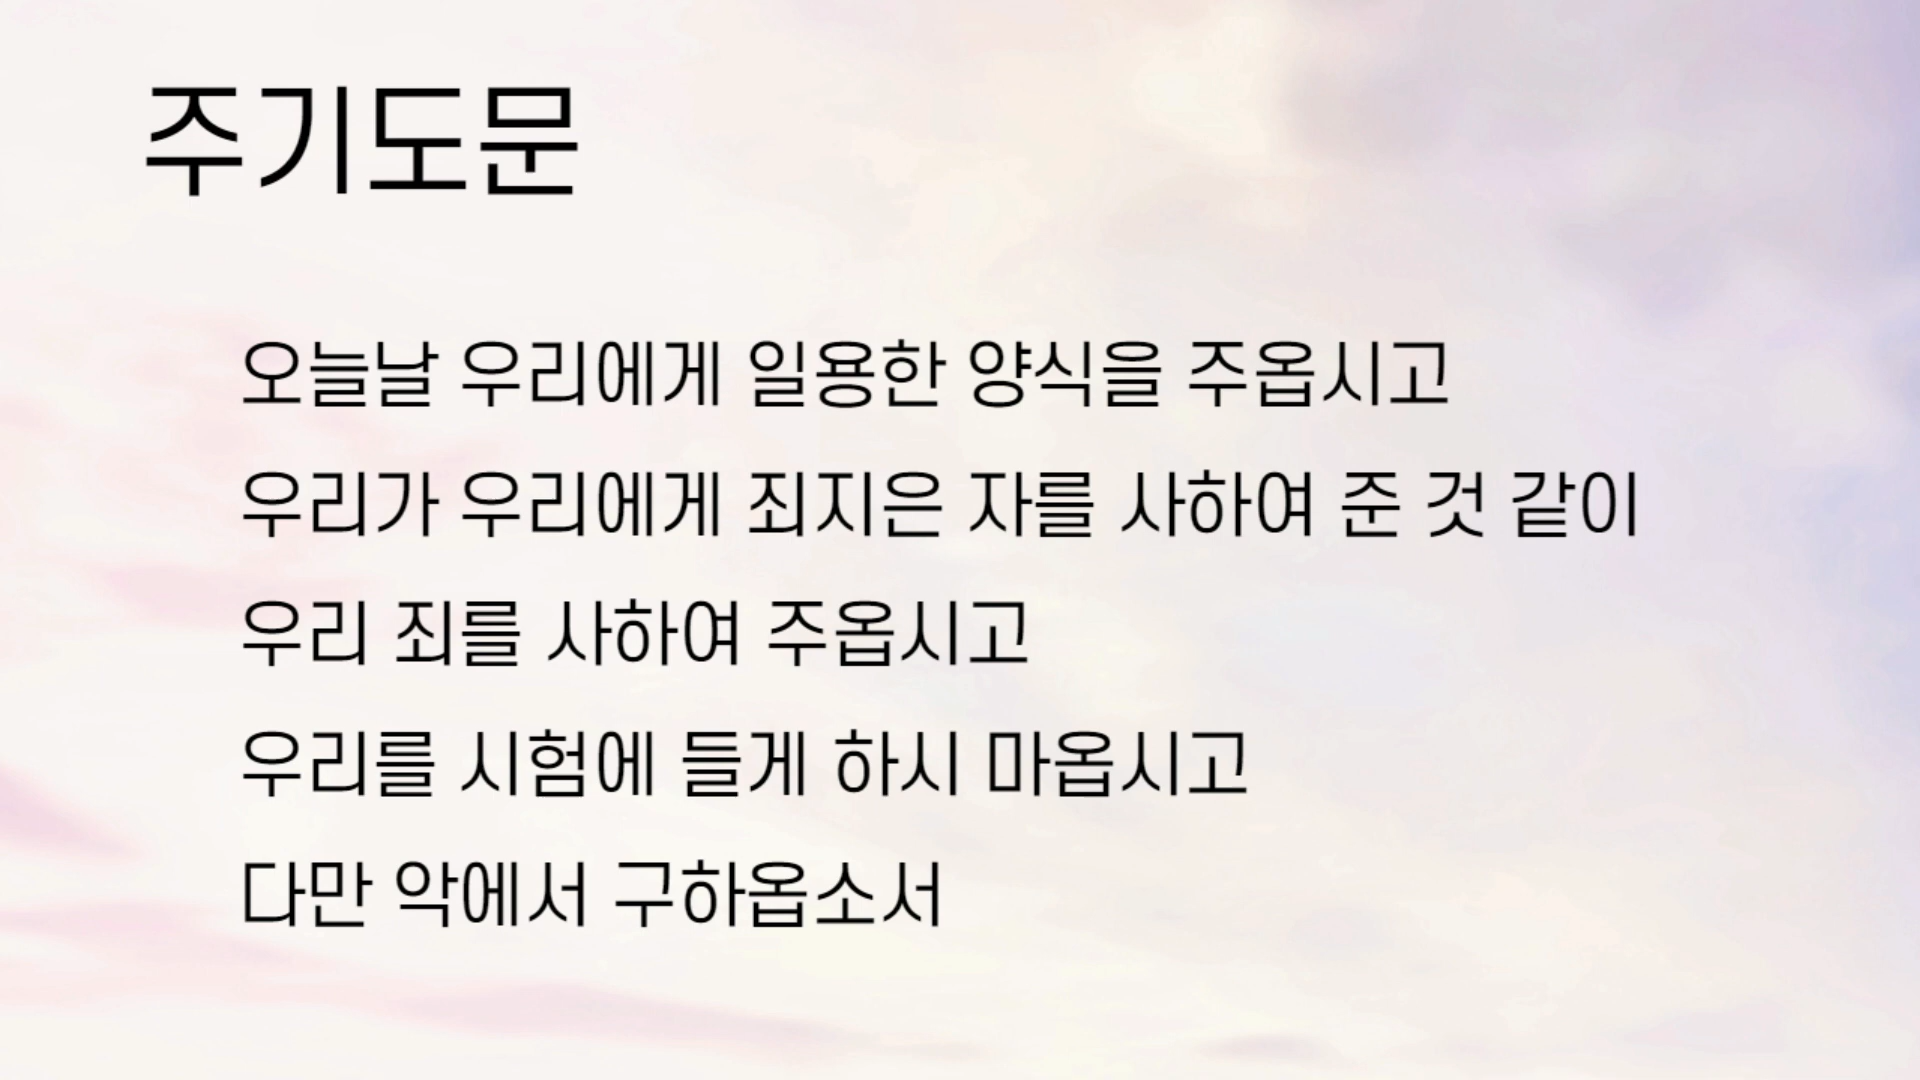 주기도문
오늘날 우리에게 일용한 양식을 주옵시고
우리가 우리에게 죄지은 자를 사하여 준 것 같이
우리 죄를 사하여 주옵시고
우리를 시험에 들게 하시 마옵시고
다만 악에서 구하옵소서